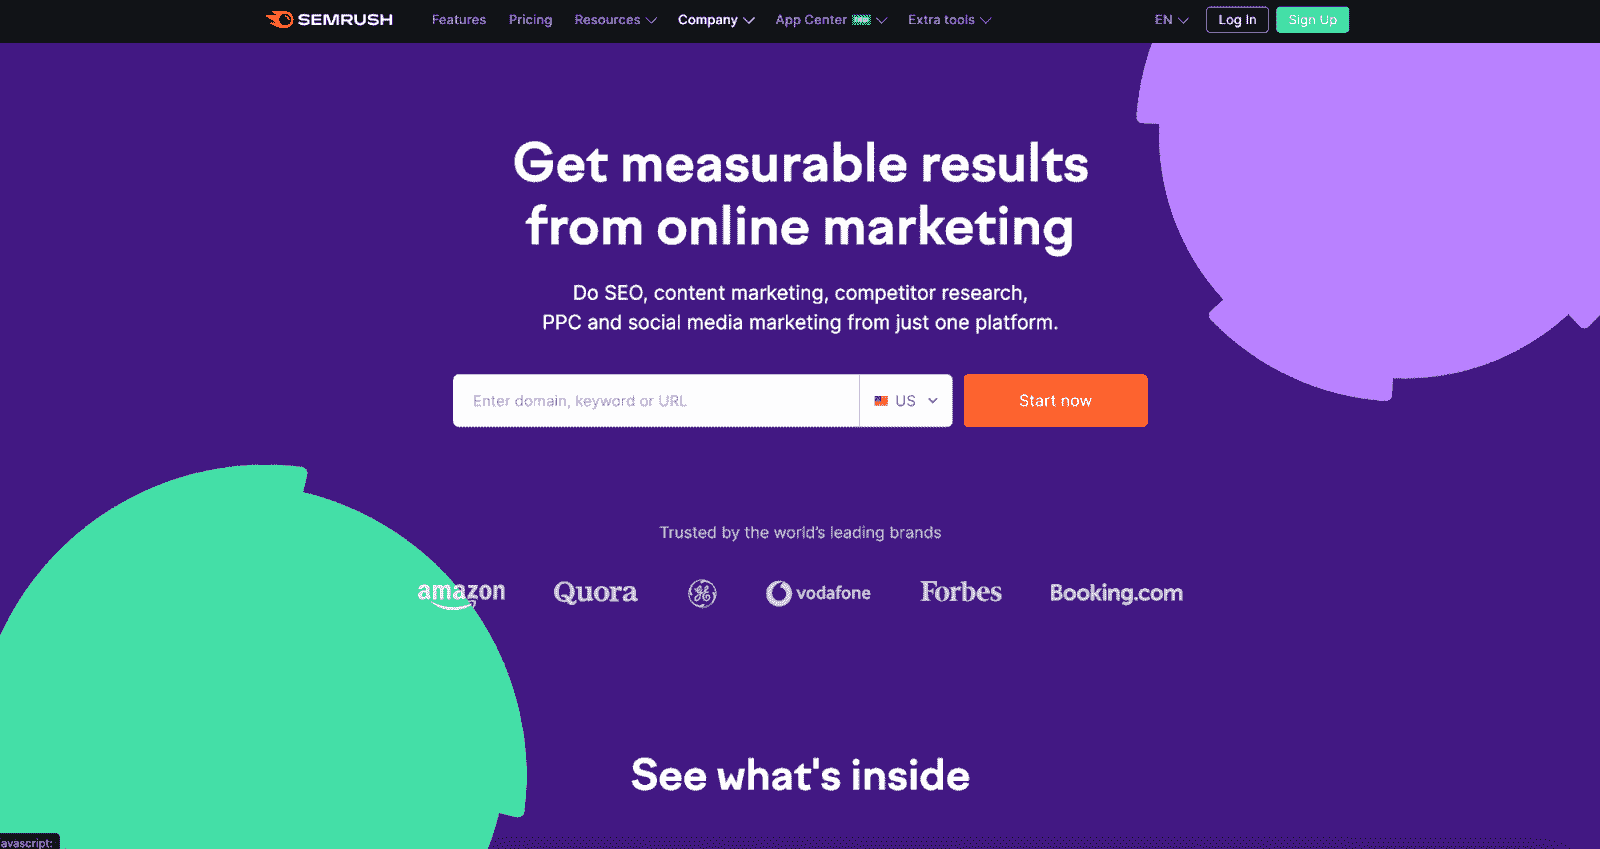 SEMRUSH Features Pricing Resources Company App Center Extra tools EN Log In Sign Up
Get measurable results
from online marketing
Do SEO, content marketing, competitor research,
PPC and social media marketing from just one platform.
Enter domain, keyword or URL US Start now
Trusted by the world's leading brands
amazon Quora GE vodafone Forbes Booking.com
See what's inside
avascript: